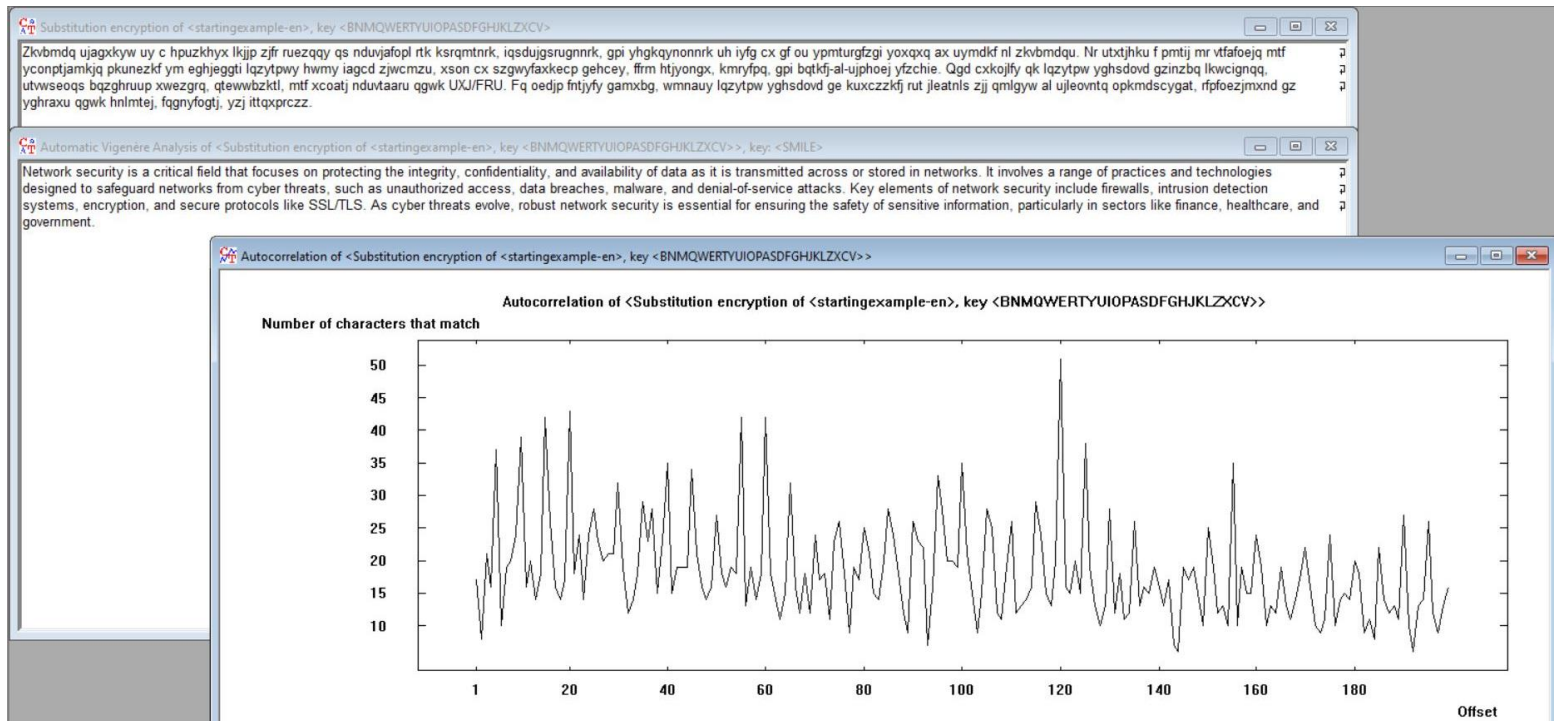 Substitution encryption of <startingexample-en>, key <BNMQWERTYUIOPASDFGHJKLZXCV>
Zkvbmdq ujagxkyw uy c hpuzkhyx lkjjp zjfr ruezqqy qs nduvjafopl rtk ksrqmtnrk, iqsdujgsrugnnrk, gpi yhgkqynonnrk uh iyfg cx gf ou ypmturgfzgi yoxqxq ax uymdkf nl zkvbmdqu. Nr utxtjhku f pmtij mr vtfafoejq mtf
yconptjamkjq pkunezkf ym eghjeggti lqzytpwy hwmy iagcd zjwcmzu, xson cx szgwyfaxkecp gehcey, ffrm htjyongx, kmryfpq, gpi bqtkfj-al-ujphoej yfzchie. Qgd cxkojlfy qk lqzytpw yghsdovd gzinzbq lkwcignqq,
utvwseoqs bqzghruup xwezgrq, qtewwbzktl, mtf xcoatj nduvtaaru qgwk UXJ/FRU. Fq oedjp fntjyfy gamxbg, wmnauy lqzytpw yghsdovd ge kuxczzkfj rut jleatnls zjj qmlgyw al ujleovntq opkmdscygat, rfpfoezjmxnd gz
yghraxu qgwk hnlmtej, fqgnyfogtj, yzj ittqxprczz.
Automatic Vigenère Analysis of <Substitution encryption of <startingexample-en>, key <BNMQWERTYUIOPASDFGHJKLZXCV>>, key: <SMILE>
Network security is a critical field that focuses on protecting the integrity, confidentiality, and availability of data as it is transmitted across or stored in networks. It involves a range of practices and technologies
designed to safeguard networks from cyber threats, such as unauthorized access, data breaches, malware, and denial-of-service attacks. Key elements of network security include firewalls, intrusion detection
systems, encryption, and secure protocols like SSL/TLS. As cyber threats evolve, robust network security is essential for ensuring the safety of sensitive information, particularly in sectors like finance, healthcare, and
government.
Autocorrelation of <Substitution encryption of <startingexample-en>, key <BNMQWERTYUIOPASDFGHJKLZXCV>>
Autocorrelation of <Substitution encryption of <startingexample-en>, key <BNMQWERTYUIOPASDFGHJKLZXCV>>
Number of characters that match
50
45
40
35
30
25
20
15
10
1 20 40 60 80 100 120 140 160 180
Offset